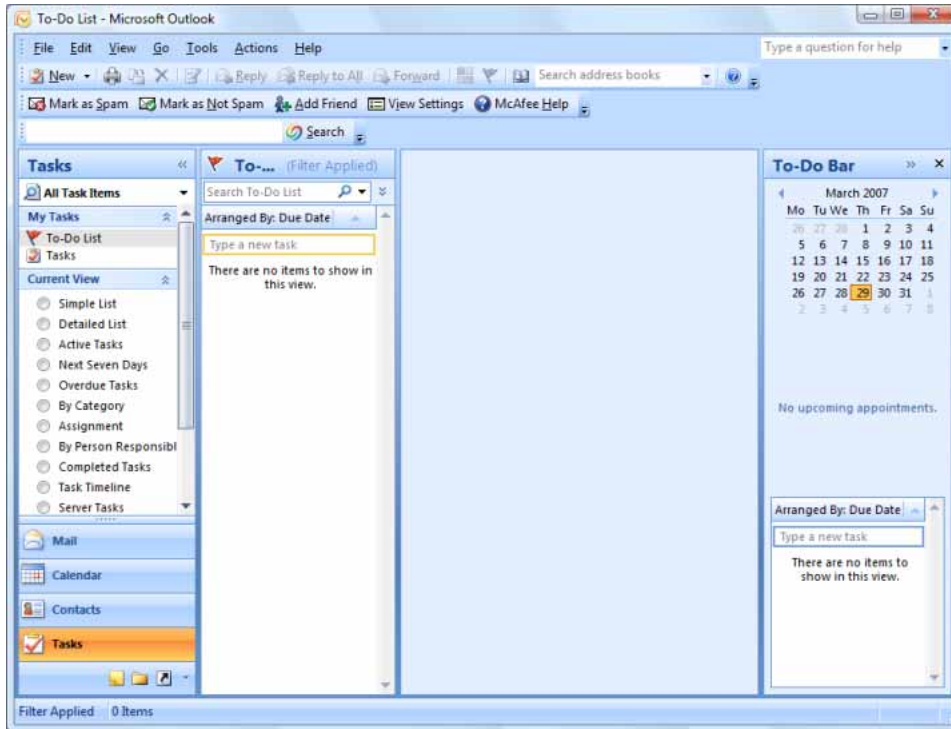 To-Do List - Microsoft Outlook
File Edit View Go Tools Actions Help
Type a question for help
New Reply Reply to All Forward Search address books
Mark as Spam Mark as Not Spam Add Friend View Settings McAfee Help
Search
Tasks
All Task Items
My Tasks
To-Do List
Tasks
Current View
Simple List
Detailed List
Active Tasks
Next Seven Days
Overdue Tasks
By Category
Assignment
By Person Responsibl
Completed Tasks
Task Timeline
Server Tasks
Mail
Calendar
Contacts
Tasks
To-... (Filter Applied)
Search To-Do List
Arranged By: Due Date
Type a new task
There are no items to show in
this view.
To-Do Bar
March 2007
Mo Tu We Th Fr Sa Su
26 27 28 1 2 3 4
5 6 7 8 9 10 11
12 13 14 15 16 17 18
19 20 21 22 23 24 25
26 27 28 29 30 31 1
2 3 4 5 6 7 8
No upcoming appointments.
Arranged By: Due Date
Type a new task
There are no items to
show in this view.
Filter Applied 0 Items